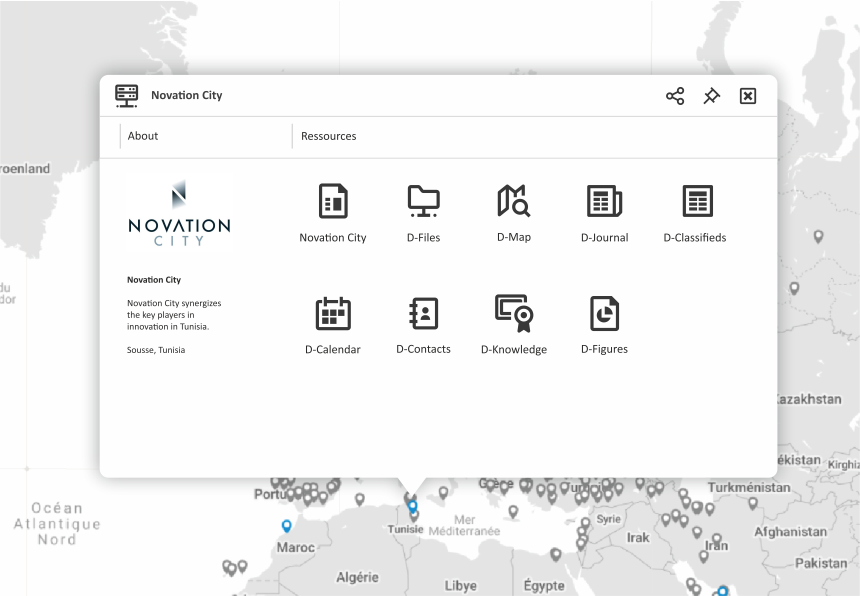 Novation City
About
Ressources
NOVATION
CITY
Novation City
D-Files
D-Map
D-Journal
D-Classifieds
Novation City
Novation City synergizes
the key players in
innovation in Tunisia.
Sousse, Tunisia
D-Calendar
D-Contacts
D-Knowledge
D-Figures
roenland
du
dor
Kazakhstan
ékistan
Kirghiz
Turkménistan
Portu
Grèce
Turqu
Océan
Atlantique
Nord
Tunisie
Mer
Méditerranée
Syrie
Irak
Iran
Afghanistan
Maroc
Algérie
Libye
Égypte
Pakistan